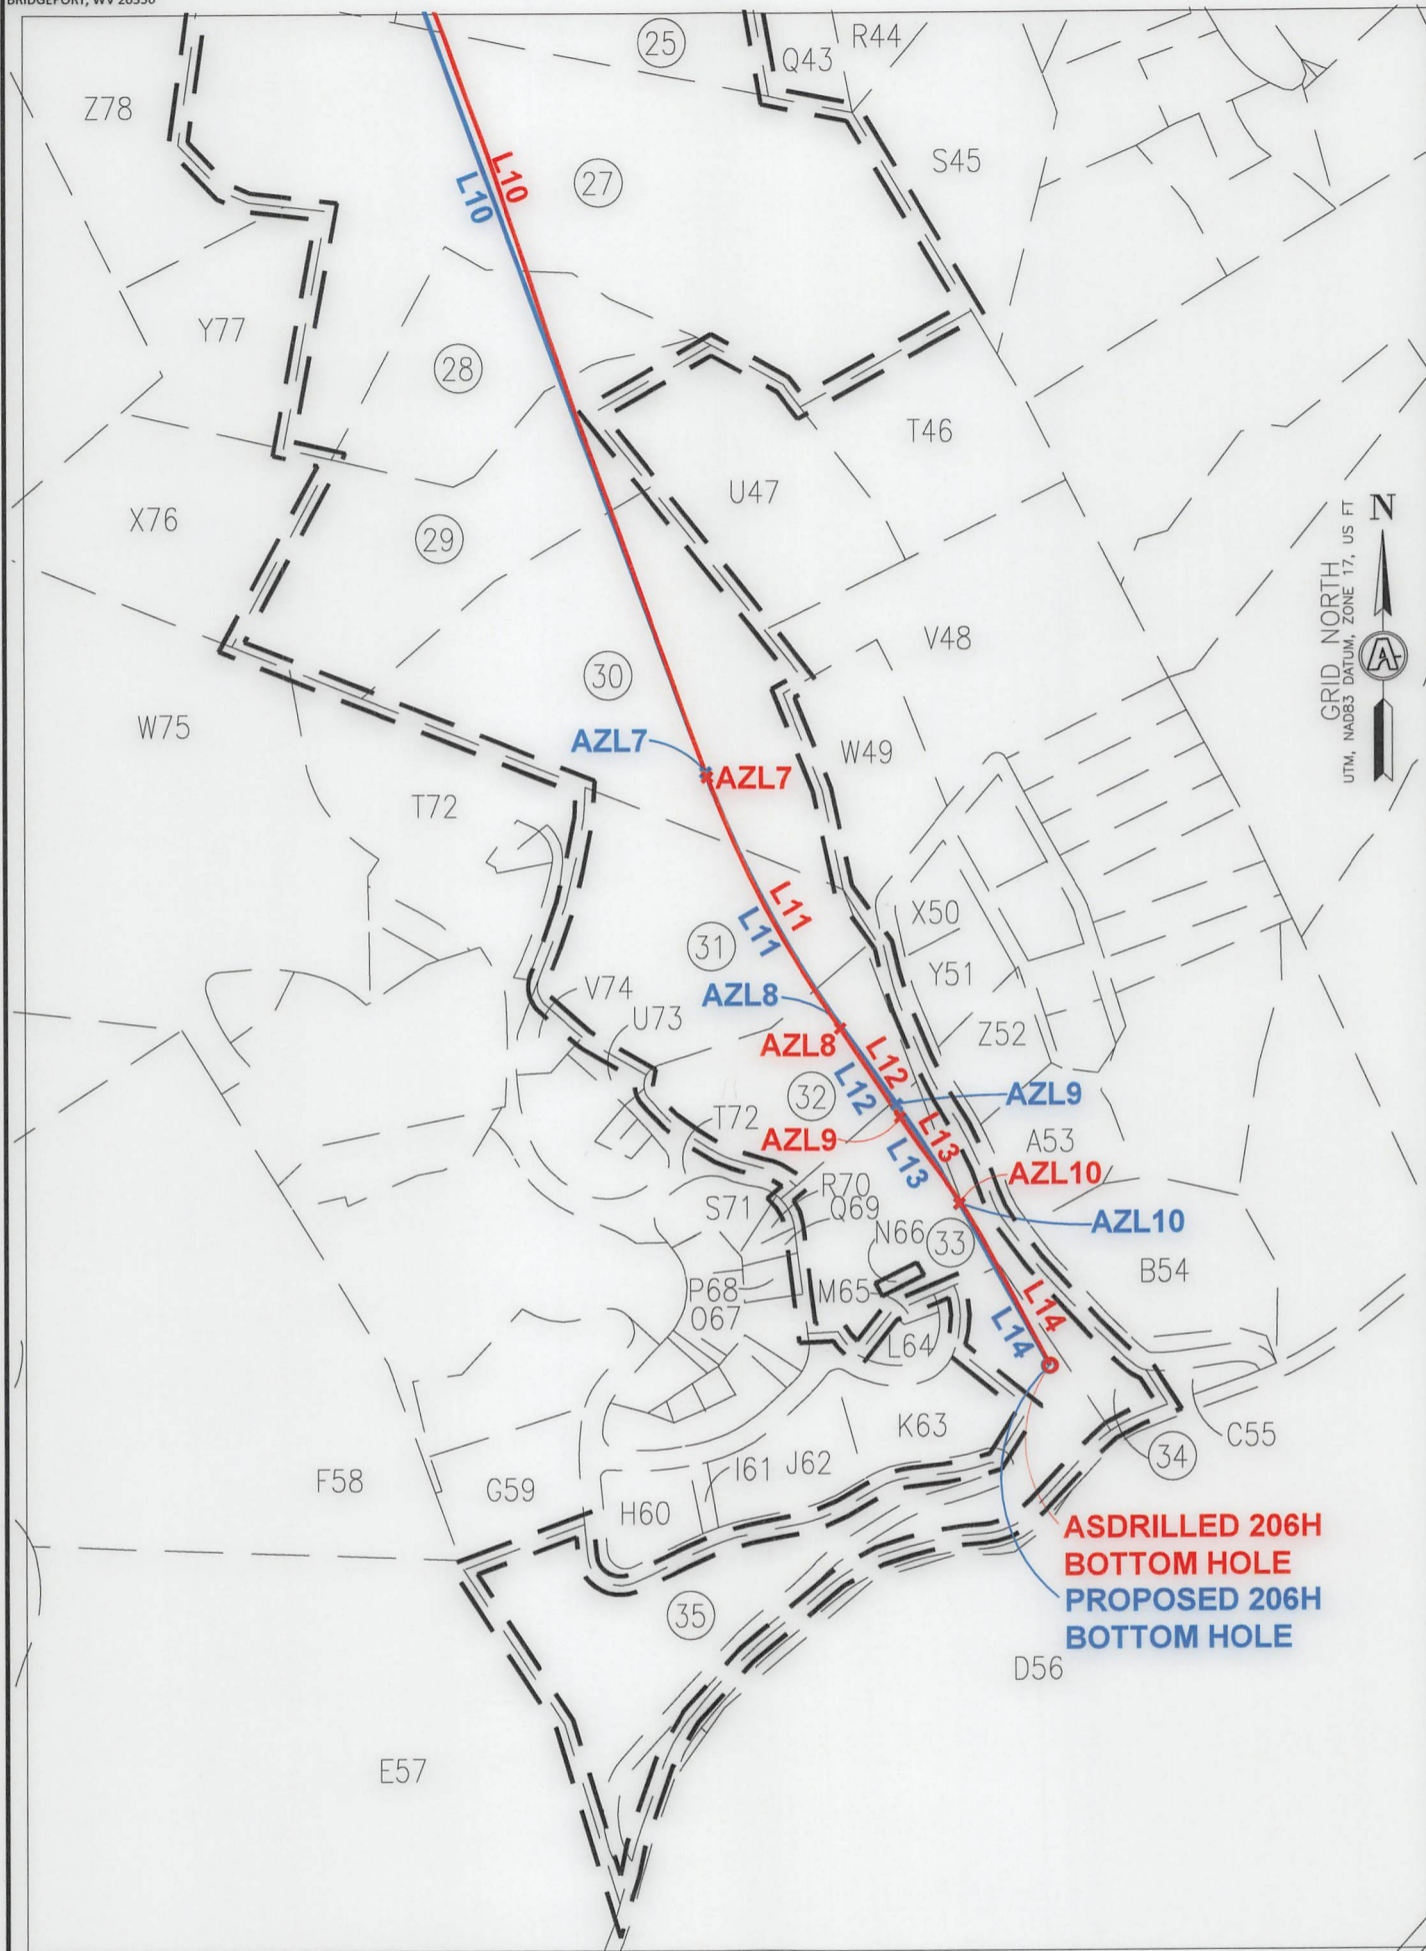 BRIDGEPORT, WV 26330
25
R44
Q43
Z78
S45
L10
L10
27
Y77
28
T46
U47
X76
29
N
GRID NORTH
UTM, NAD83 DATUM, ZONE 17, US FT
A
V48
30
W75
AZL7
AZL7
W49
T72
X50
L11
L11
31
Y51
V74
AZL8
U73
Z52
AZL8
L12
L12
32
AZL9
T72
L13
AZL9
A53
L13
R70
AZL10
S71
Q69
AZL10
N66
33
B54
P68
M65
O67
L14
L14
L64
K63
C55
34
I61
J62
F58
G59
H60
ASDRILLED 206H
BOTTOM HOLE
PROPOSED 206H
BOTTOM HOLE
35
D56
E57